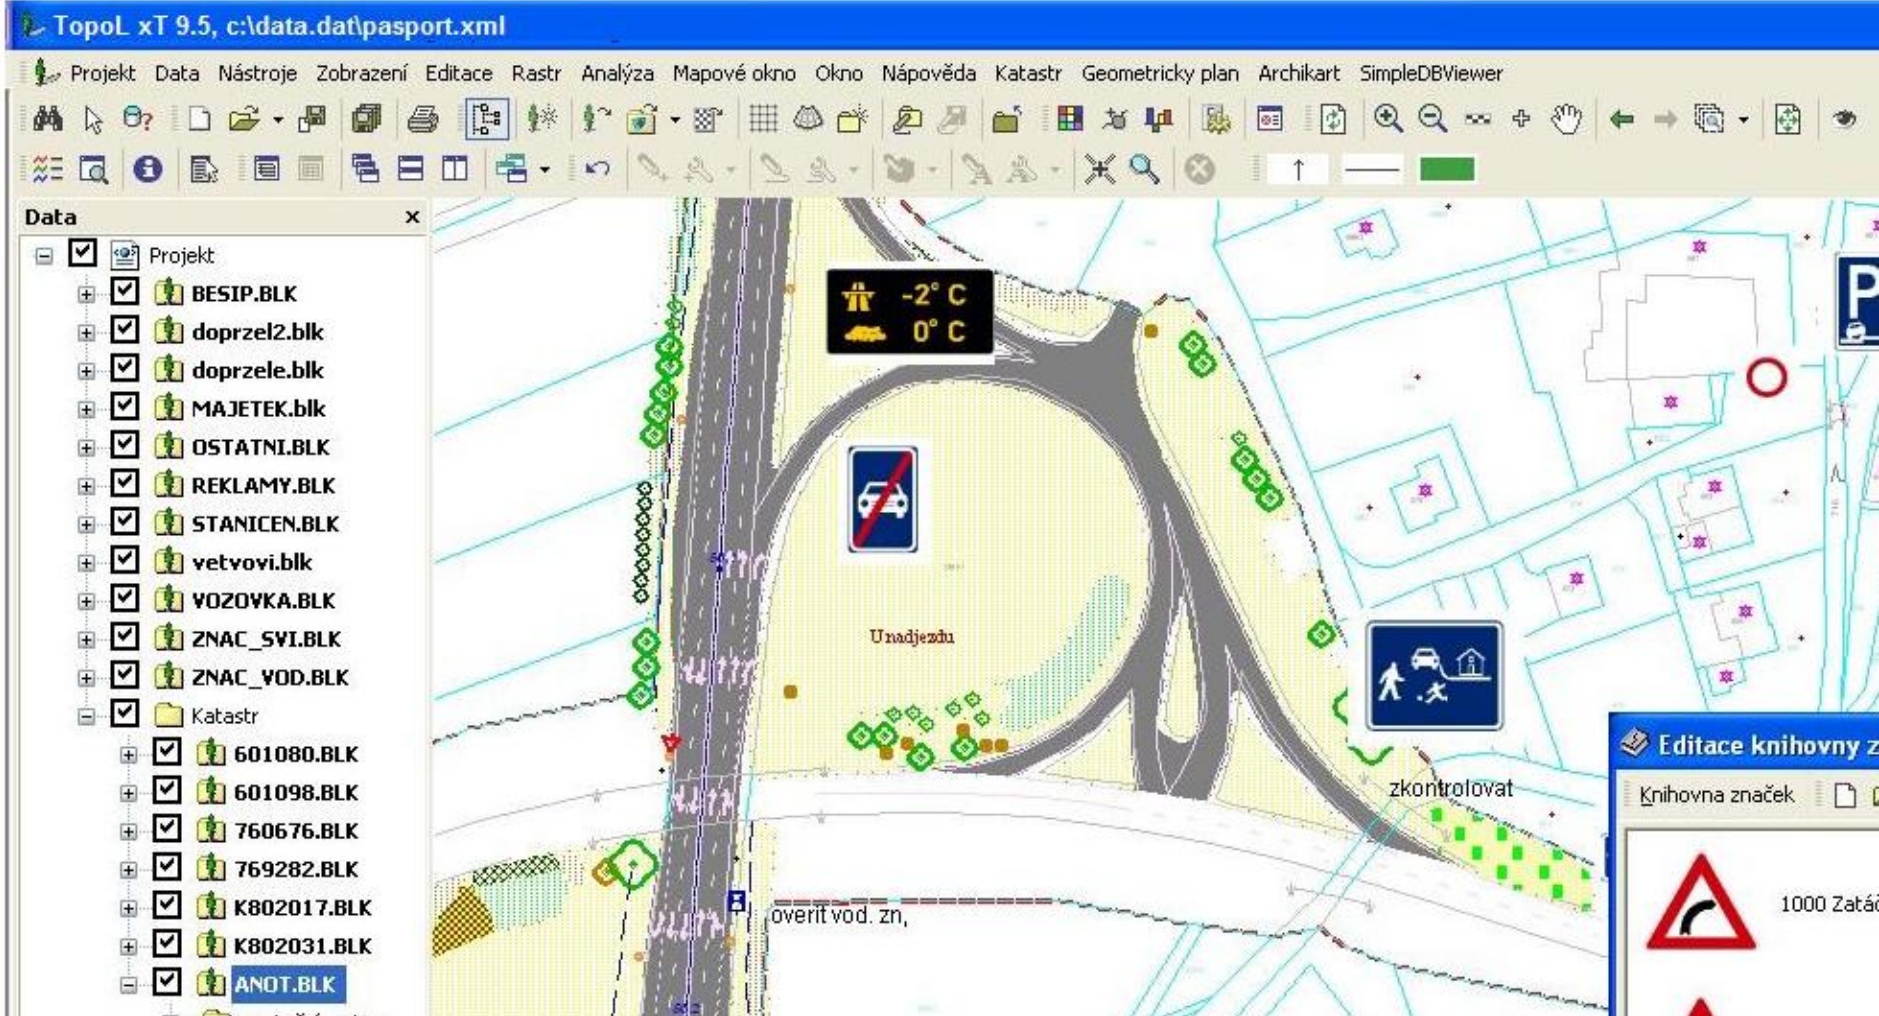 TopoL xT 9.5, c:\data.dat\pasport.xml
Projekt Data Nástroje Zobrazení Editace Rastr Analýza Mapové okno Okno Nápověda Katastr Geometricky plan Archikart SimpleDBViewer
Data
Projekt
BESIP.BLK
doprzel2.blk
doprzele.blk
MAJETEK.blk
OSTATNI.BLK
REKLAMY.BLK
STANICEN.BLK
vetvovi.blk
VOZOVKA.BLK
ZNAC_SVI.BLK
ZNAC_VOD.BLK
Katastr
601080.BLK
601098.BLK
760676.BLK
769282.BLK
K802017.BLK
K802031.BLK
ANOT.BLK
-2° C
0° C
P
U nadjezdu
zkontrolovat
overit vod. zn,
Editace knihovny z
Knihovna značek
1000 Zatáč